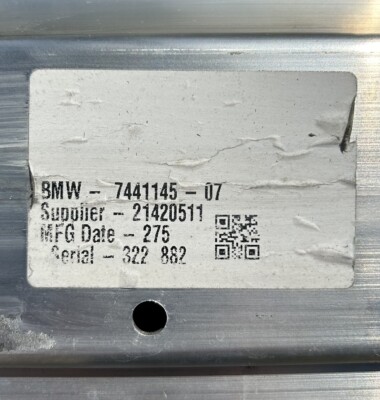 BMW - 7441145 - 07
Supplier - 21420511
MFG Date - 275
Serial - 322 882